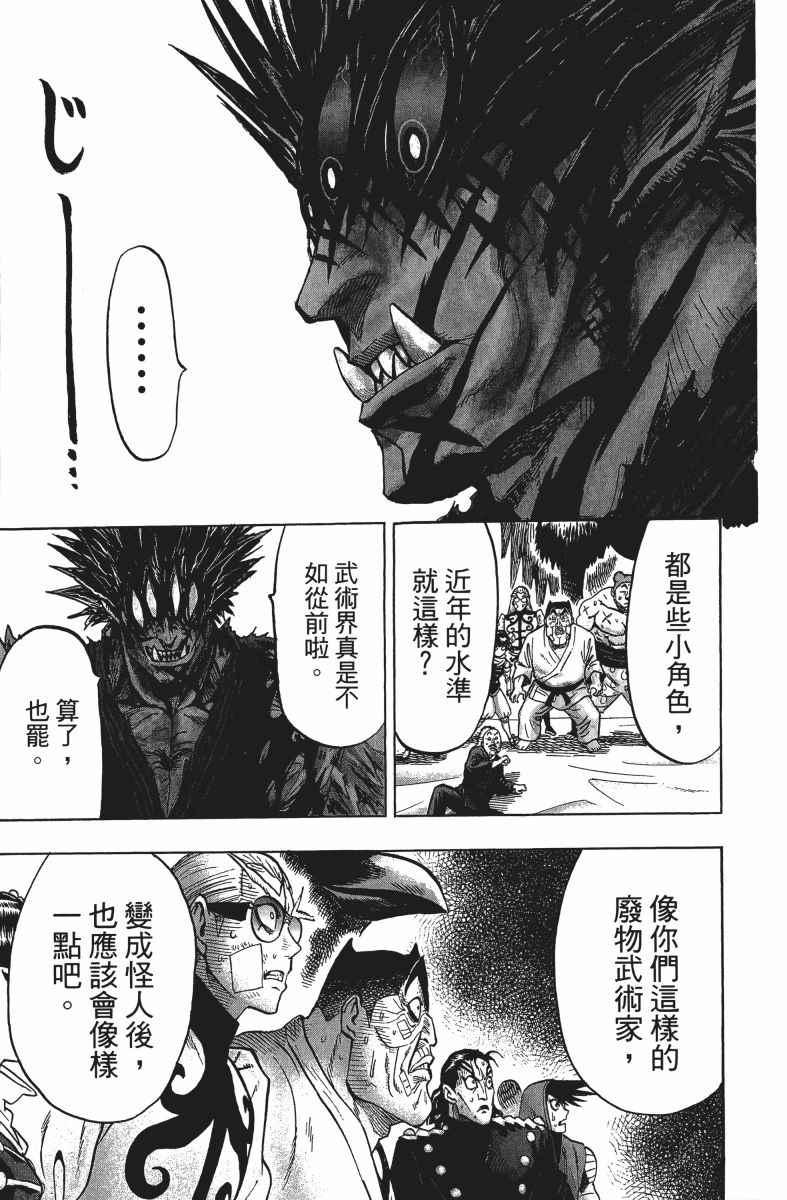 じー…
……
都是些小角色，
近年的水準
就這樣？
武術界真是不
如從前啦。
算了，
也罷。
像你們這樣的
廢物武術家，
變成怪人後，
也應該會像樣
一點吧。